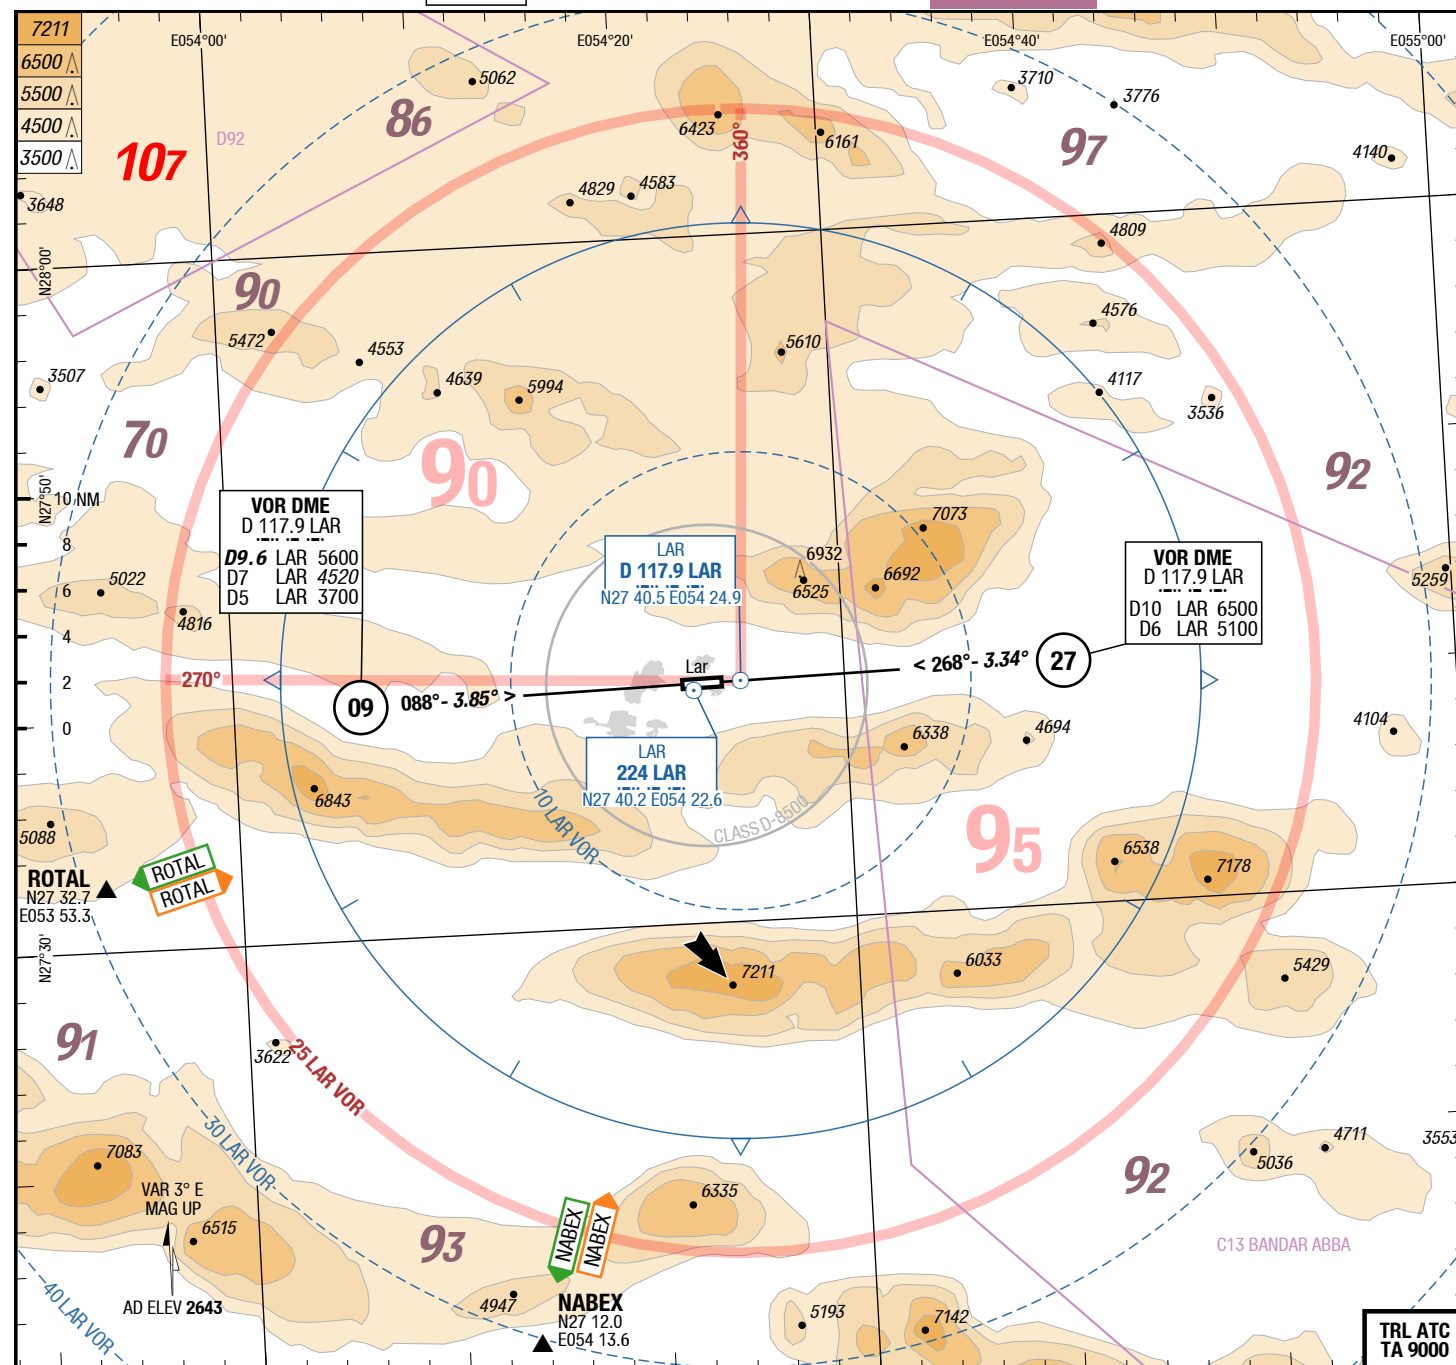 7211
6500
5500
4500
3500
E054°00'
E054°20'
E054°40'
E055°00'
5062
86
D92
107
3648
6423
360°
6161
3710
3776
97
4140
4829
4583
4809
N28°00'
90
5472
4553
5610
4576
3507
4639
5994
4117
3536
70
90
92
N27°50'
10 NM
8
6
4
2
0
VOR DME
D 117.9 LAR
D9.6 LAR 5600
D7 LAR 4520
D5 LAR 3700
7073
6932
6525
6692
LAR
D 117.9 LAR
N27 40.5 E054 24.9
VOR DME
D 117.9 LAR
D10 LAR 6500
D6 LAR 5100
5259
5022
4816
Lar
< 268°- 3.34°
27
270°
09
088°- 3.85° >
6338
4694
4104
LAR
224 LAR
N27 40.2 E054 22.6
CLASS D-8500
10 LAR VOR
6843
5088
95
6538
7178
ROTAL
ROTAL
ROTAL
N27 32.7
E053 53.3
N27°30'
7211
6033
5429
91
3622
25 LAR VOR
30 LAR VOR
7083
VAR 3° E
MAG UP
6515
AD ELEV 2643
40 LAR VOR
93
4947
NABEX
NABEX
NABEX
N27 12.0
E054 13.6
6335
92
5036
4711
3553
C13 BANDAR ABBA
5193
7142
TRL ATC
TA 9000